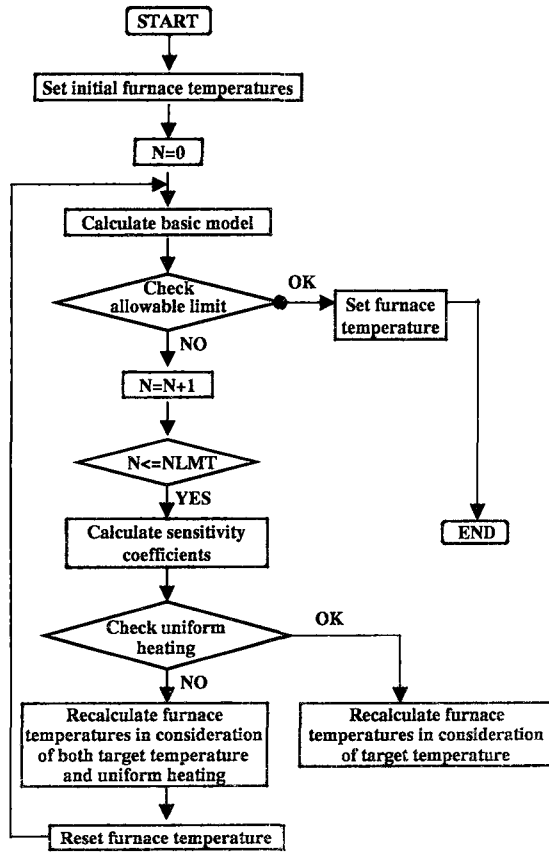 START
Set initial furnace temperatures
N=0
Calculate basic model
Check
allowable limit
OK
Set furnace
temperature
NO
N=N+1
N<=NLMT
YES
Calculate sensitivity
coefficients
END
Check uniform
heating
OK
NO
Recalculate furnace
temperatures in consideration
of both target temperature
and uniform heating
Recalculate furnace
temperatures in consideration
of target temperature
Reset furnace temperature